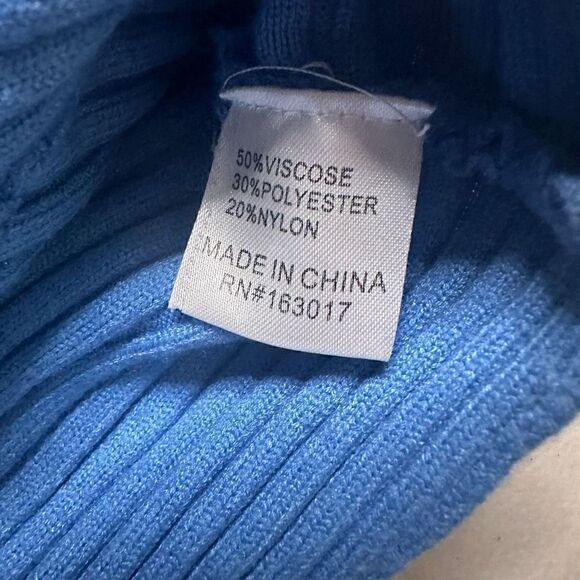 50%VISCOSE
30%POLYESTER
20%NYLON
MADE IN CHINA
RN#163017